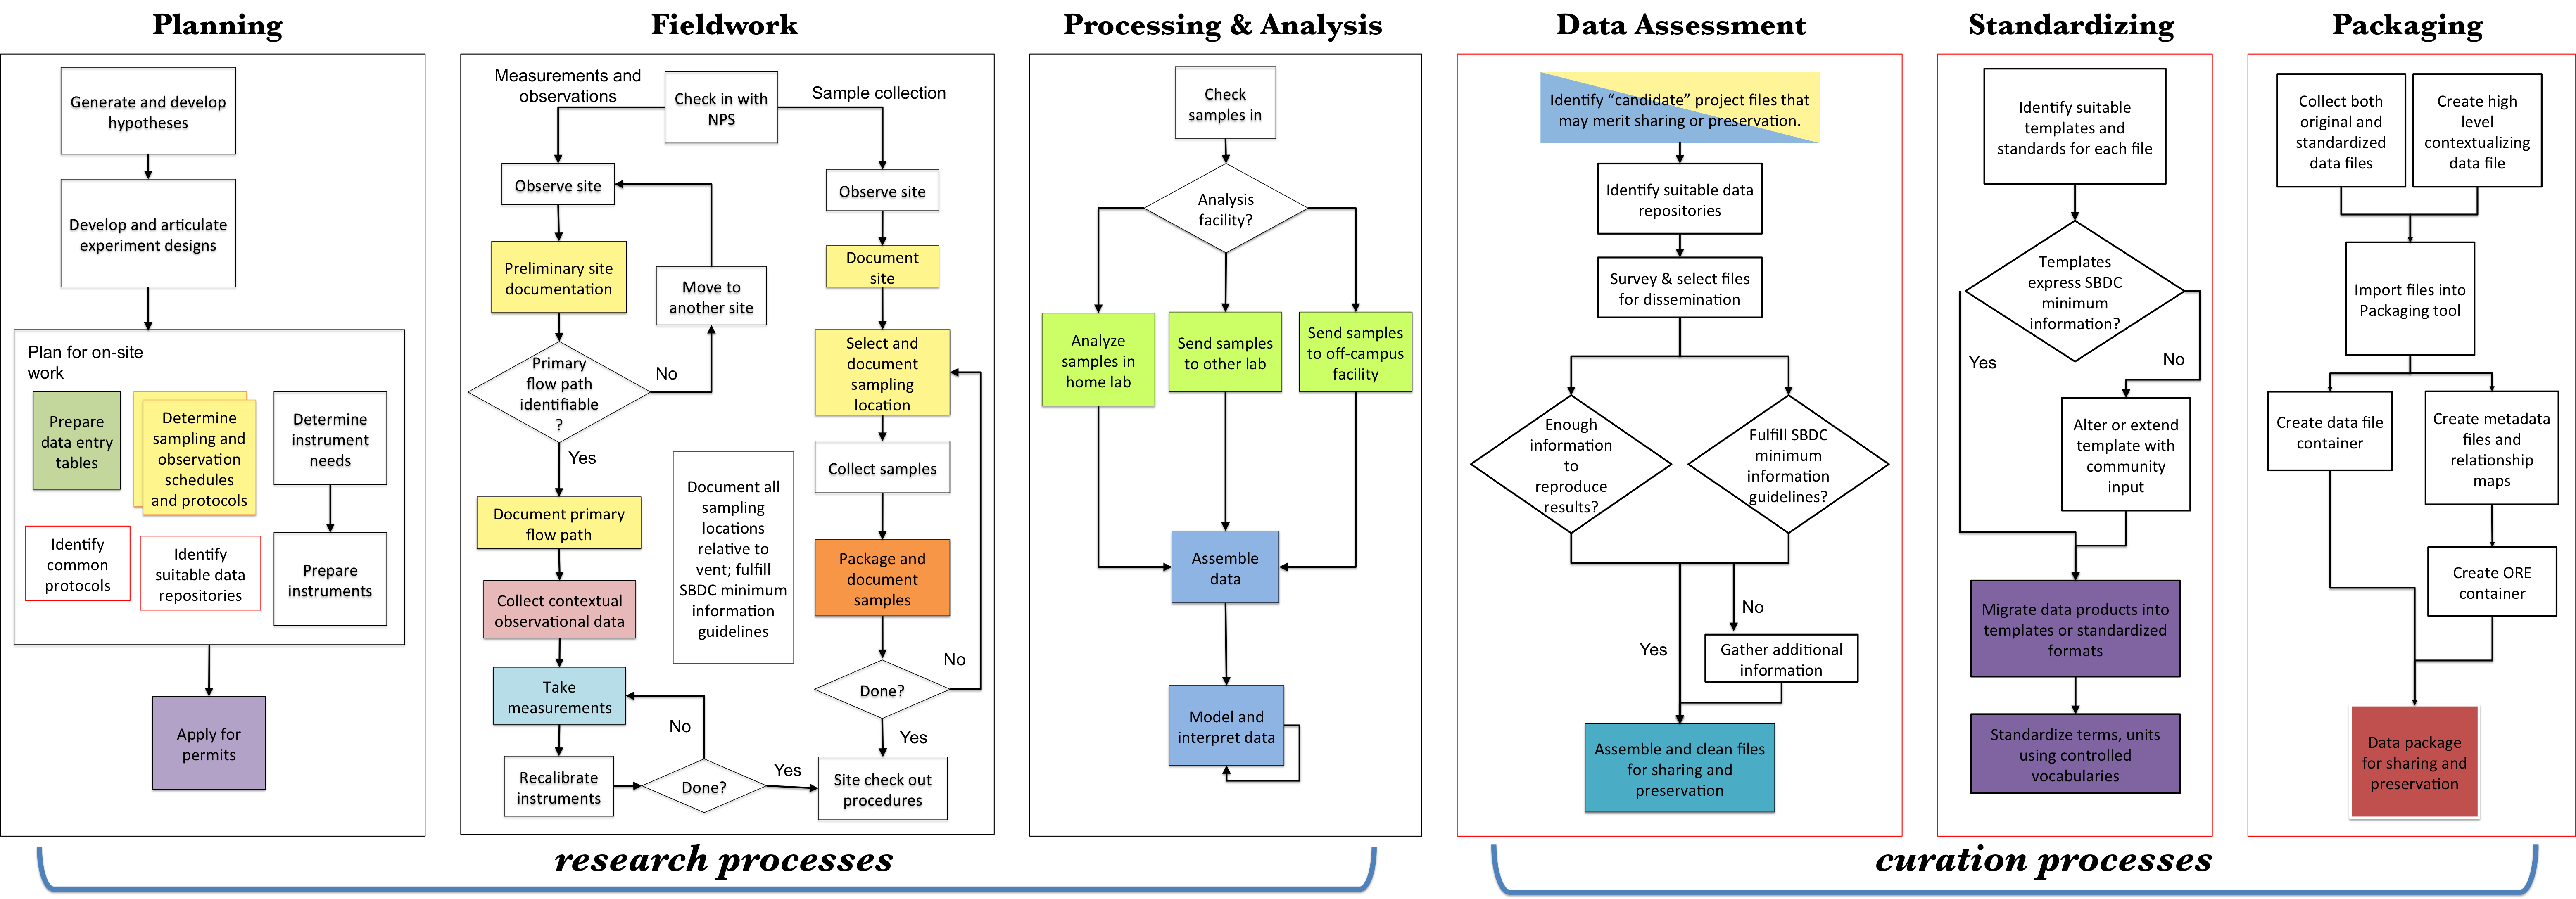 Planning
Generate and develop
hypotheses
Develop and articulate
experiment designs
Plan for on-site
work
Prepare
data entry
tables
Determine
sampling and
observation
schedules
and protocols
Determine
instrument
needs
Identify
common
protocols
Identify
suitable data
repositories
Prepare
instruments
Apply for
permits
Fieldwork
Measurements and
observations
Check in with
NPS
Sample collection
Observe site
Preliminary site
documentation
Move to
another site
Primary
flow path
identifiable
?
No
Yes
Document primary
flow path
Collect contextual
observational data
Take
measurements
Recalibrate
instruments
Done?
No
Yes
Document all
sampling
locations
relative to
vent; fulfill
SBDC minimum
information
guidelines
Observe site
Document
site
Select and
document
sampling
location
Collect samples
Package and
document
samples
Done?
No
Yes
Site check out
procedures
Processing & Analysis
Check
samples in
Analysis
facility?
Analyze
samples in
home lab
Send samples
to other lab
Send samples
to off-campus
facility
Assemble
data
Model and
interpret data
research processes
Data Assessment
Identify “candidate” project files that
may merit sharing or preservation.
Identify suitable data
repositories
Survey & select files
for dissemination
Enough
information
to
reproduce
results?
Fulfill SBDC
minimum
information
guidelines?
No
Yes
Gather additional
information
Assemble and clean files
for sharing and
preservation
Standardizing
Identify suitable
templates and
standards for each file
Templates
express SBDC
minimum
information?
Yes
No
Alter or extend
template with
community
input
Migrate data products into
templates or standardized
formats
Standardize terms, units
using controlled
vocabularies
Packaging
Collect both
original and
standardized
data files
Create high
level
contextualizing
data file
Import files into
Packaging tool
Create data file
container
Create metadata
files and
relationship
maps
Create ORE
container
Data package
for sharing and
preservation
curation processes